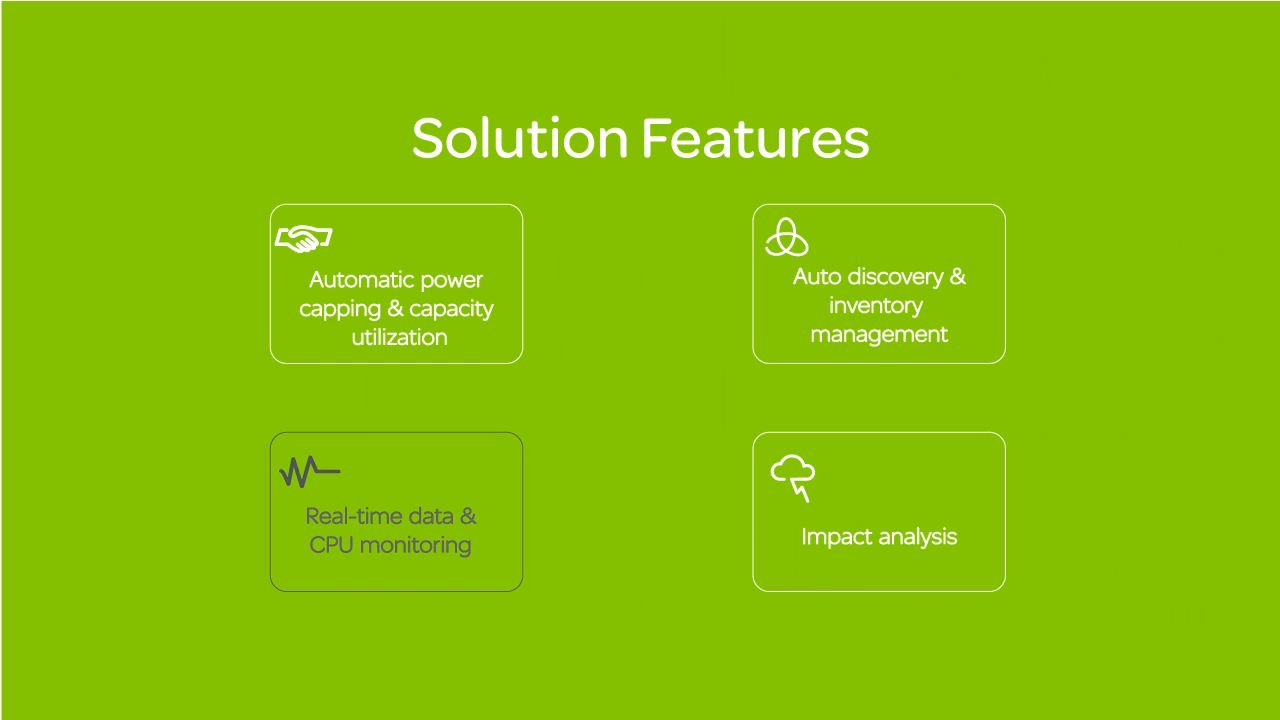 Solution Features
Automatic power
capping & capacity
utilization
Auto discovery &
inventory
management
Real-time data &
CPU monitoring
Impact analysis